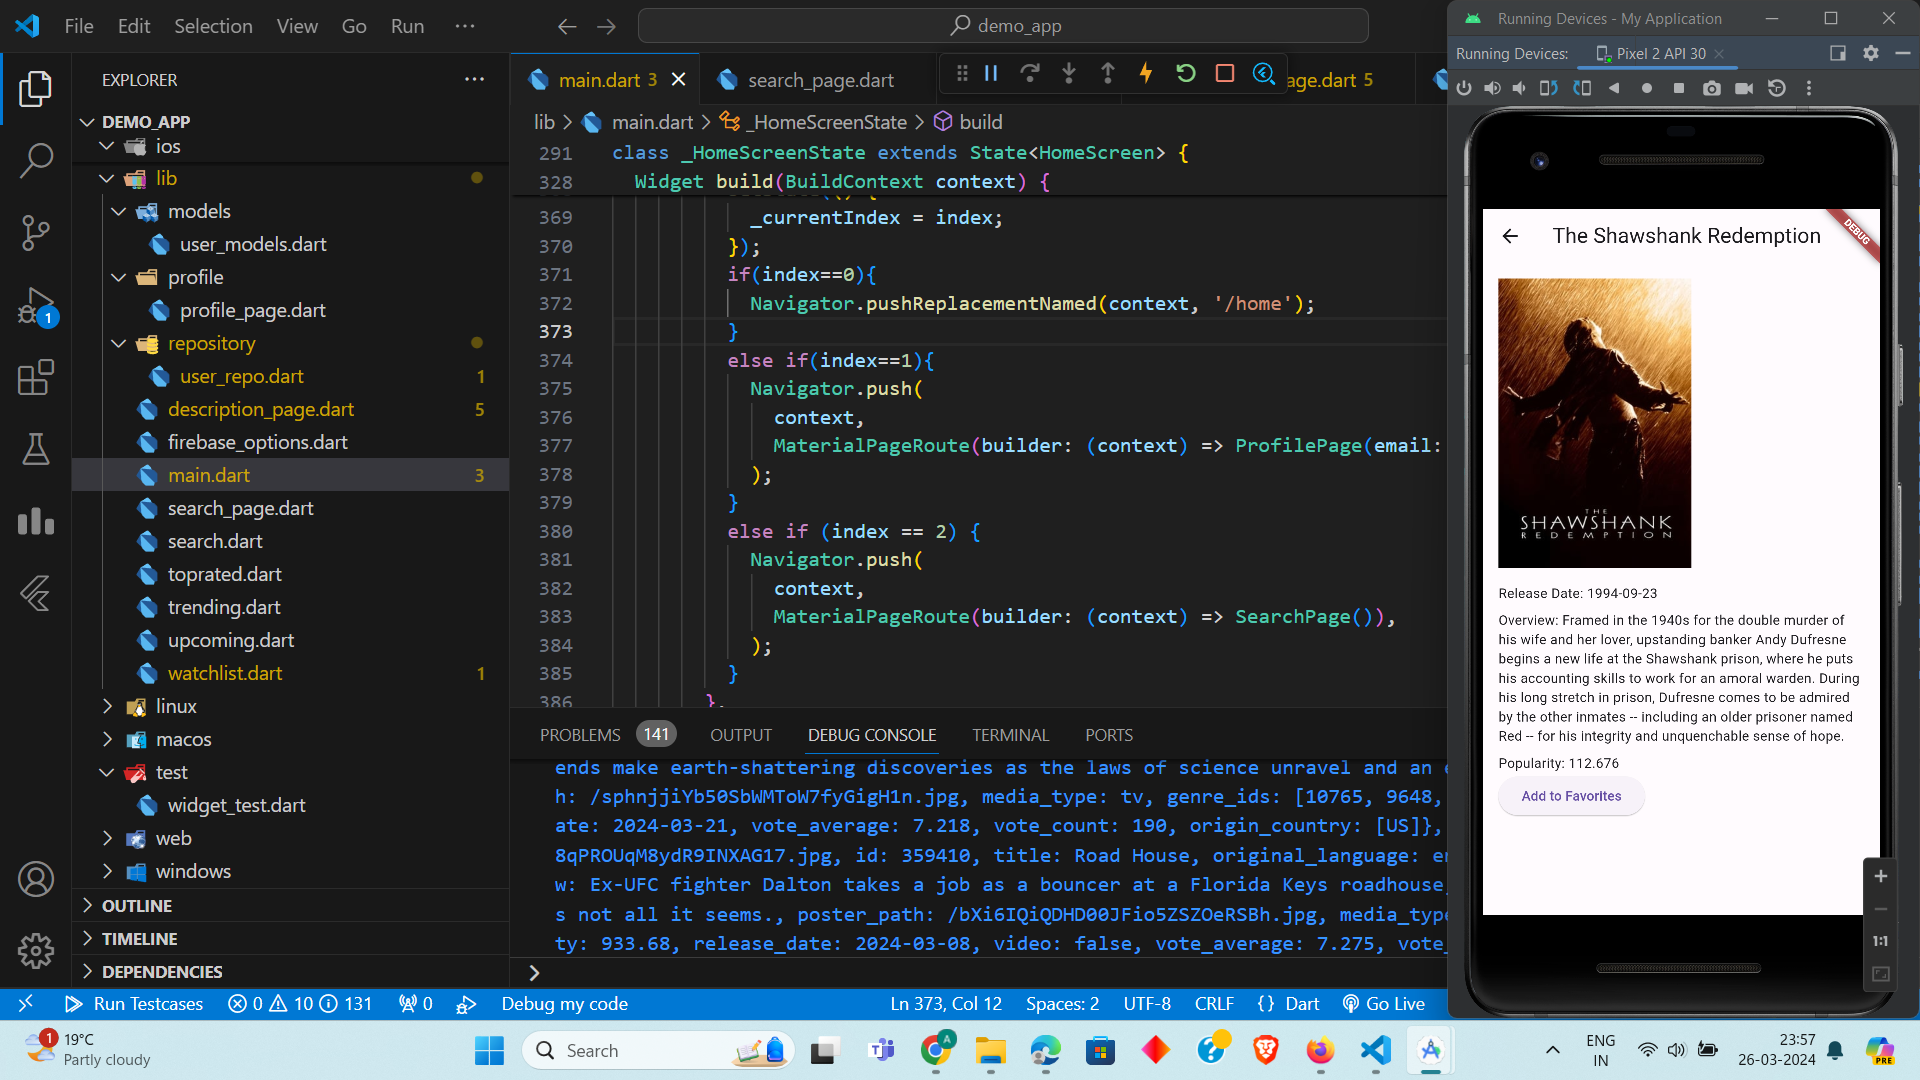 File Edit Selection View Go Run ···
demo_app
EXPLORER
DEMO_APP
ios
lib
models
user_models.dart
profile
profile_page.dart
repository
user_repo.dart 1
description_page.dart 5
firebase_options.dart
main.dart 3
search_page.dart
search.dart
toprated.dart
trending.dart
upcoming.dart
watchlist.dart 1
linux
macos
test
widget_test.dart
web
windows
OUTLINE
TIMELINE
DEPENDENCIES
1
main.dart 3
search_page.dart
page.dart 5
lib > main.dart > _HomeScreenState > build
291 class _HomeScreenState extends State<HomeScreen> {
328 Widget build(BuildContext context) {
369 _currentIndex = index;
370 });
371 if(index==0){
372 Navigator.pushReplacementNamed(context, '/home');
373 }
374 else if(index==1){
375 Navigator.push(
376 context,
377 MaterialPageRoute(builder: (context) => ProfilePage(email:
378 );
379 }
380 else if (index == 2) {
381 Navigator.push(
382 context,
383 MaterialPageRoute(builder: (context) => SearchPage()),
384 );
385 }
386 },
PROBLEMS 141 OUTPUT DEBUG CONSOLE TERMINAL PORTS
ends make earth-shattering discoveries as the laws of science unravel and an e
h: /sphnjjiYb50SbWMToW7fyGigH1n.jpg, media_type: tv, genre_ids: [10765, 9648,
ate: 2024-03-21, vote_average: 7.218, vote_count: 190, origin_country: [US]},
8qPROUqM8ydR9INXAG17.jpg, id: 359410, title: Road House, original_language: en
w: Ex-UFC fighter Dalton takes a job as a bouncer at a Florida Keys roadhouse,
s not all it seems., poster_path: /bXi6IQiQDHD00JFio5ZSZOeRSBh.jpg, media_type
ty: 933.68, release_date: 2024-03-08, video: false, vote_average: 7.275, vote_
Run Testcases 0 10 131 0 Debug my code Ln 373, Col 12 Spaces: 2 UTF-8 CRLF {} Dart Go Live
Running Devices - My Application
Running Devices: Pixel 2 API 30
DEBUG
The Shawshank Redemption
THE
SHAWSHANK
REDEMPTION
Release Date: 1994-09-23
Overview: Framed in the 1940s for the double murder of
his wife and her lover, upstanding banker Andy Dufresne
begins a new life at the Shawshank prison, where he puts
his accounting skills to work for an amoral warden. During
his long stretch in prison, Dufresne comes to be admired
by the other inmates -- including an older prisoner named
Red -- for his integrity and unquenchable sense of hope.
Popularity: 112.676
Add to Favorites
1:1
1
19°C
Partly cloudy
Search
A
ENG
IN
23:57
26-03-2024
PRE